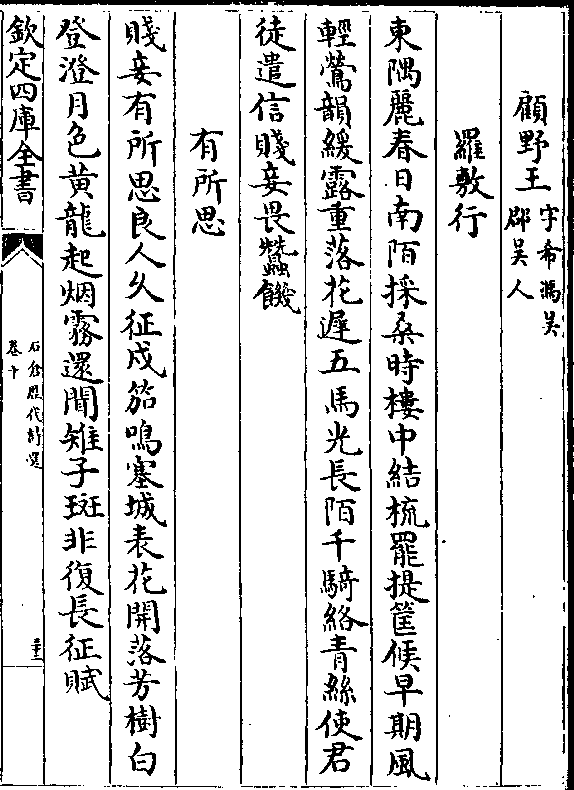 顧野王字希馮吳
郡吳人
羅敷行
東隅麗春日南陌採桑時樓中結梳罷提筐候早期風
輕鶯韻緩露重落花遲五馬光長陌千騎絡青絲使君
徒遣信賤妾畏蠶饑
有所思
賤妾有所思良人久征戍笳鳴塞城表花開落芳樹白
登澄月色黄龍起烟霧還聞雉子斑非復長征賦
欽定四庫全書
石倉歴代詩選
卷十